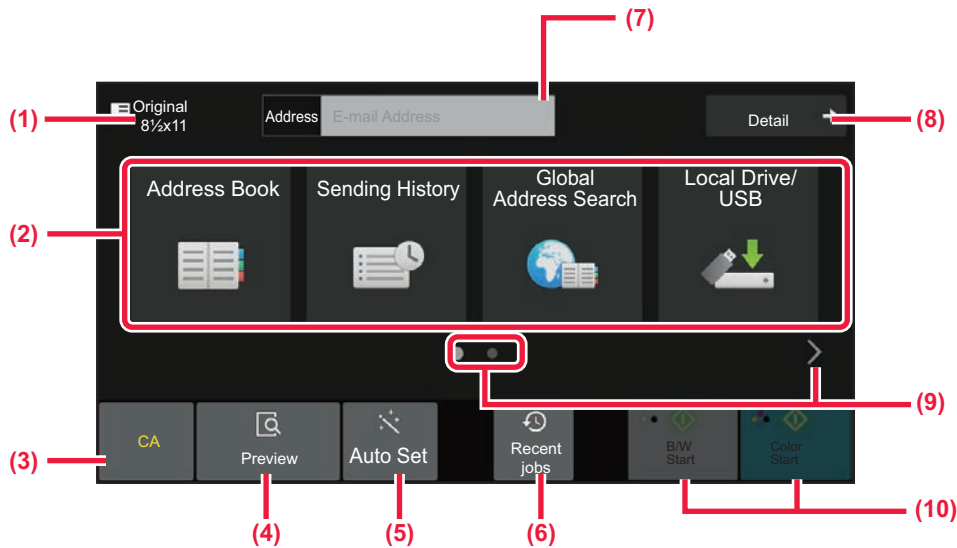 (7)
(1)
Original
8½x11
Address
E-mail Address
Detail
(8)
(2)
Address Book
Sending History
Global
Address Search
Local Drive/
USB
(9)
(3)
CA
Preview
Auto Set
Recent
jobs
B/W
Start
Color
Start
(10)
(4)
(5)
(6)